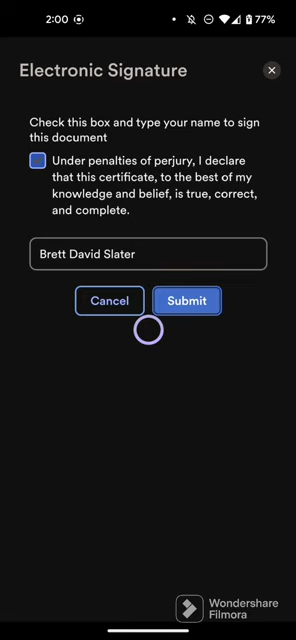 2:00
77%
Electronic Signature
Check this box and type your name to sign
this document
Under penalties of perjury, I declare
that this certificate, to the best of my
knowledge and belief, is true, correct,
and complete.
Brett David Slater
Cancel Submit
Wondershare
Filmora